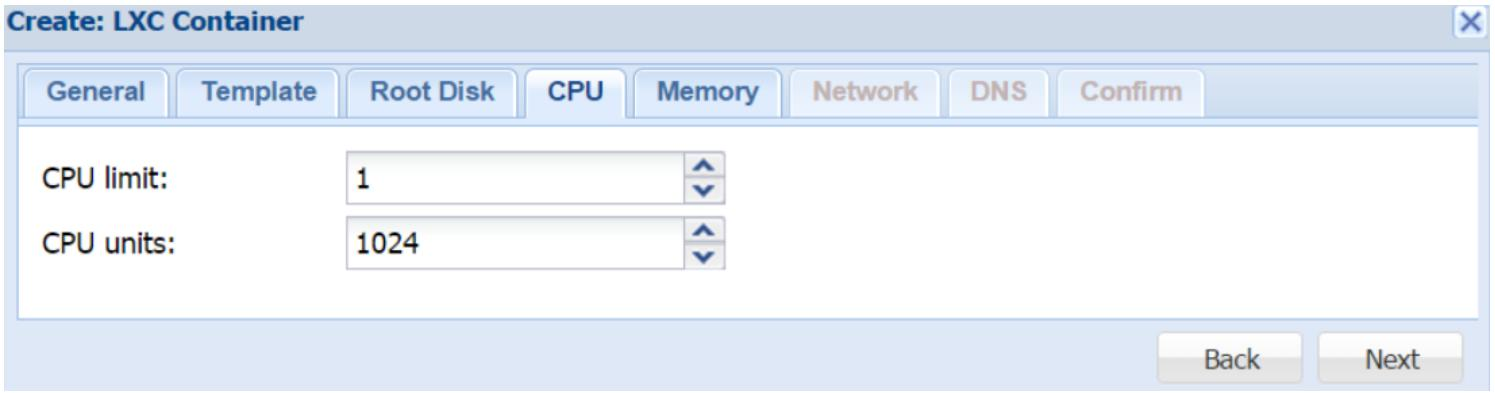 Create: LXC Container
General Template Root Disk CPU Memory Network DNS Confirm
CPU limit: 1
CPU units: 1024
Back Next